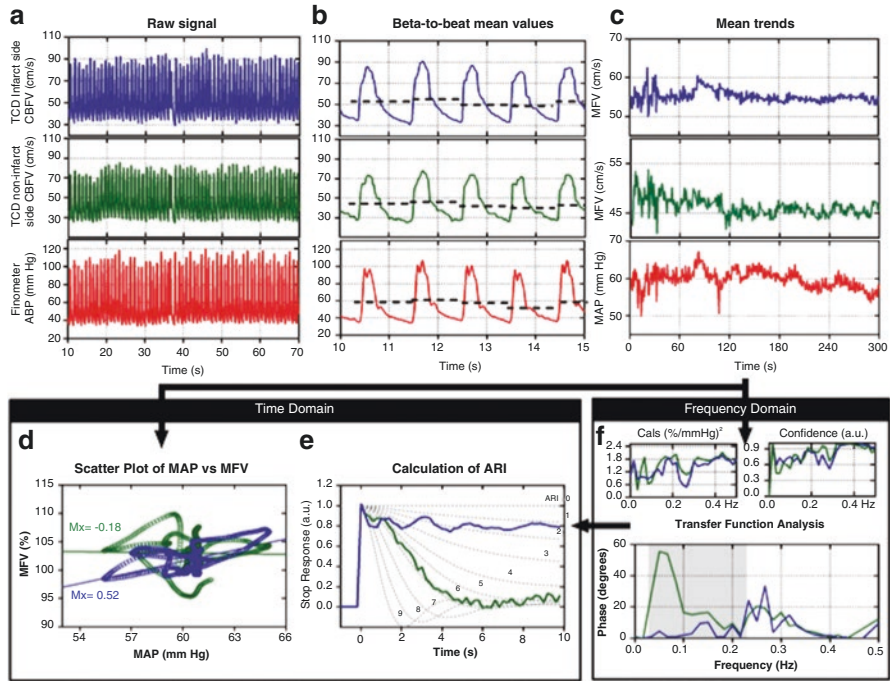 a
Raw signal
TCD Infarct side
CBFV (cm/s)
110
90
70
50
30
TCD non-infarct
side CBFV (cm/s)
110
90
70
50
30
Finometer
ABP (mm Hg)
120
100
80
60
40
20
10 20 30 40 50 60 70
Time (s)
b
Beta-to-beat mean values
110
90
70
50
30
110
90
70
50
30
120
100
80
60
40
20
10 11 12 13 14 15
Time (s)
c
Mean trends
MFV
(cm/s)
70
60
50
MFV (cm/s)
55
45
MAP (mm Hg)
70
60
50
0 60 120 180 240 300
Time (s)
Time Domain
d
Scatter Plot of MAP vs MFV
MFV (%)
115
110
105
100
95
90
Mx= -0.18
Mx= 0.52
54 57 60 63 66
MAP (mm Hg)
e
Calculation of ARI
Stop Response (a.u.)
1.0
0.8
0.6
0.4
0.2
0.0
ARI 0
1
2
3
4
5
6
7
8
9
0 2 4 6 8 10
Time (s)
Frequency Domain
f
Cals (%/mmHg)²
2.4
1.8
1.2
0.6
0.0
0.0 0.2 0.4 Hz
Confidence (a.u.)
0.9
0.6
0.3
0.0
0.0 0.2 0.4 Hz
Transfer Function Analysis
Phase (degrees)
60
40
20
0
0.0 0.1 0.2 0.3 0.4 0.5
Frequency (Hz)